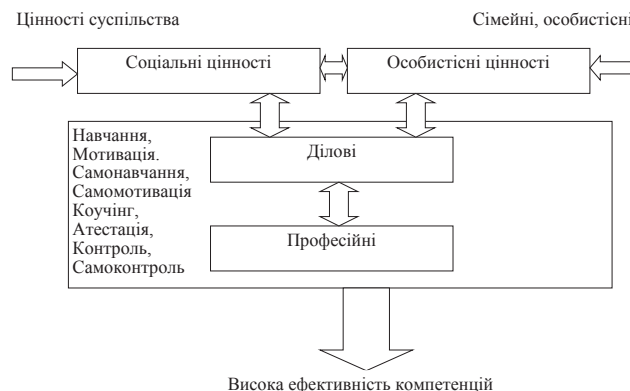 Цінності суспільства
Сімейні, особистісні
Соціальні цінності
Особистісні цінності
Навчання,
Мотивація.
Самонавчання,
Самомотивація
Коучінг,
Атестація,
Контроль,
Самоконтроль
Ділові
Професійні
Висока ефективність компетенцій